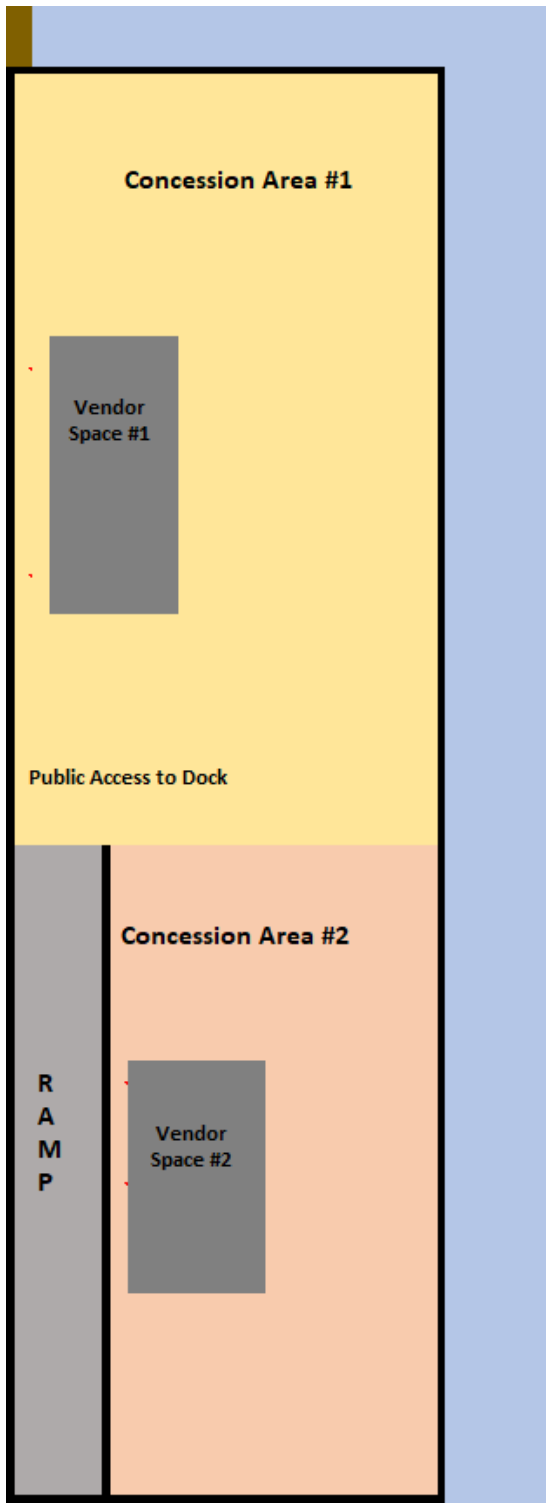 Concession Area #1
Vendor
Space #1
Public Access to Dock
Concession Area #2
R
A
M
P
Vendor
Space #2